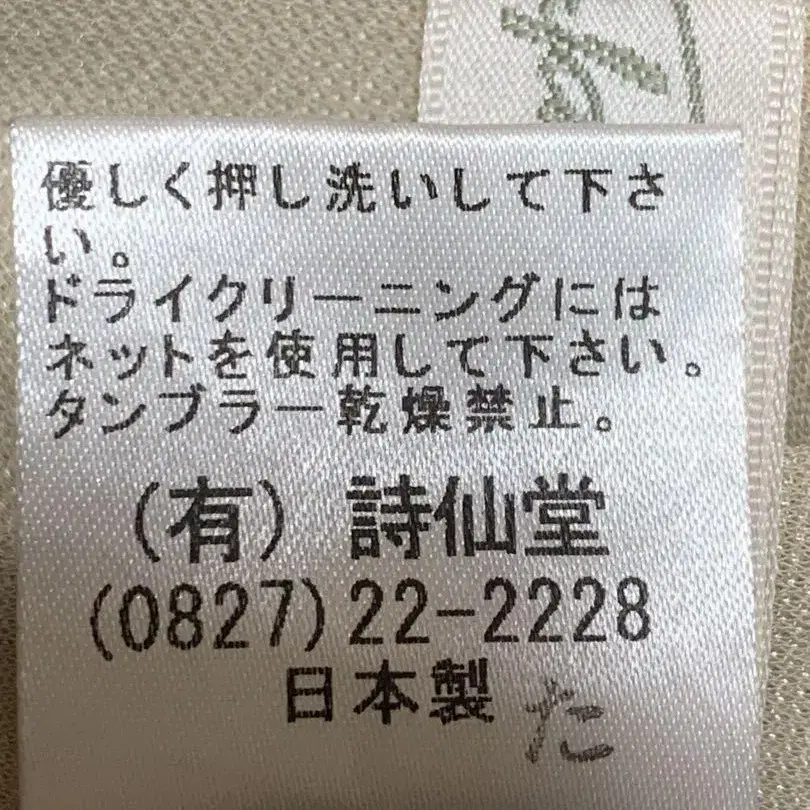 優しく押し洗いして下さ
い。
ドライクリーニングには
ネットを使用して下さい。
タンブラー乾燥禁止。
(有)詩仙堂
(0827)22-2228
日本製
た